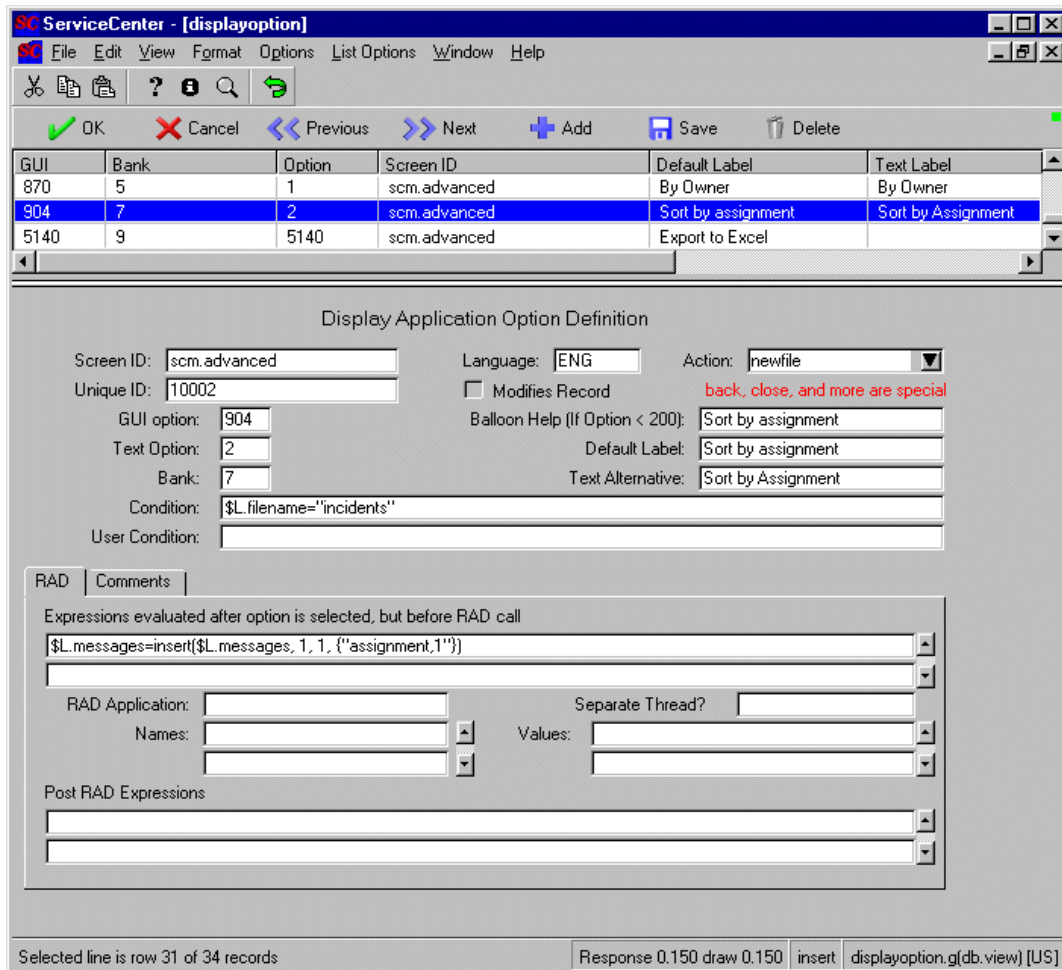 SC ServiceCenter - [displayoption]
SC File Edit View Format Options List Options Window Help
OK Cancel Previous Next Add Save Delete
GUI Bank Option Screen ID Default Label Text Label
870 5 1 scm.advanced By Owner By Owner
904 7 2 scm.advanced Sort by assignment Sort by Assignment
5140 9 5140 scm.advanced Export to Excel
Display Application Option Definition
Screen ID: scm.advanced Language: ENG Action: newfile
Unique ID: 10002 Modifies Record back, close, and more are special
GUI option: 904 Balloon Help (If Option < 200): Sort by assignment
Text Option: 2 Default Label: Sort by assignment
Bank: 7 Text Alternative: Sort by Assignment
Condition: $L.filename="incidents"
User Condition:
RAD Comments
Expressions evaluated after option is selected, but before RAD call
$L.messages=insert($L.messages, 1, 1, {"assignment,1"})
RAD Application: Separate Thread?
Names: Values:
Post RAD Expressions
Selected line is row 31 of 34 records Response 0.150 draw 0.150 insert displayoption.g(db.view) [US]